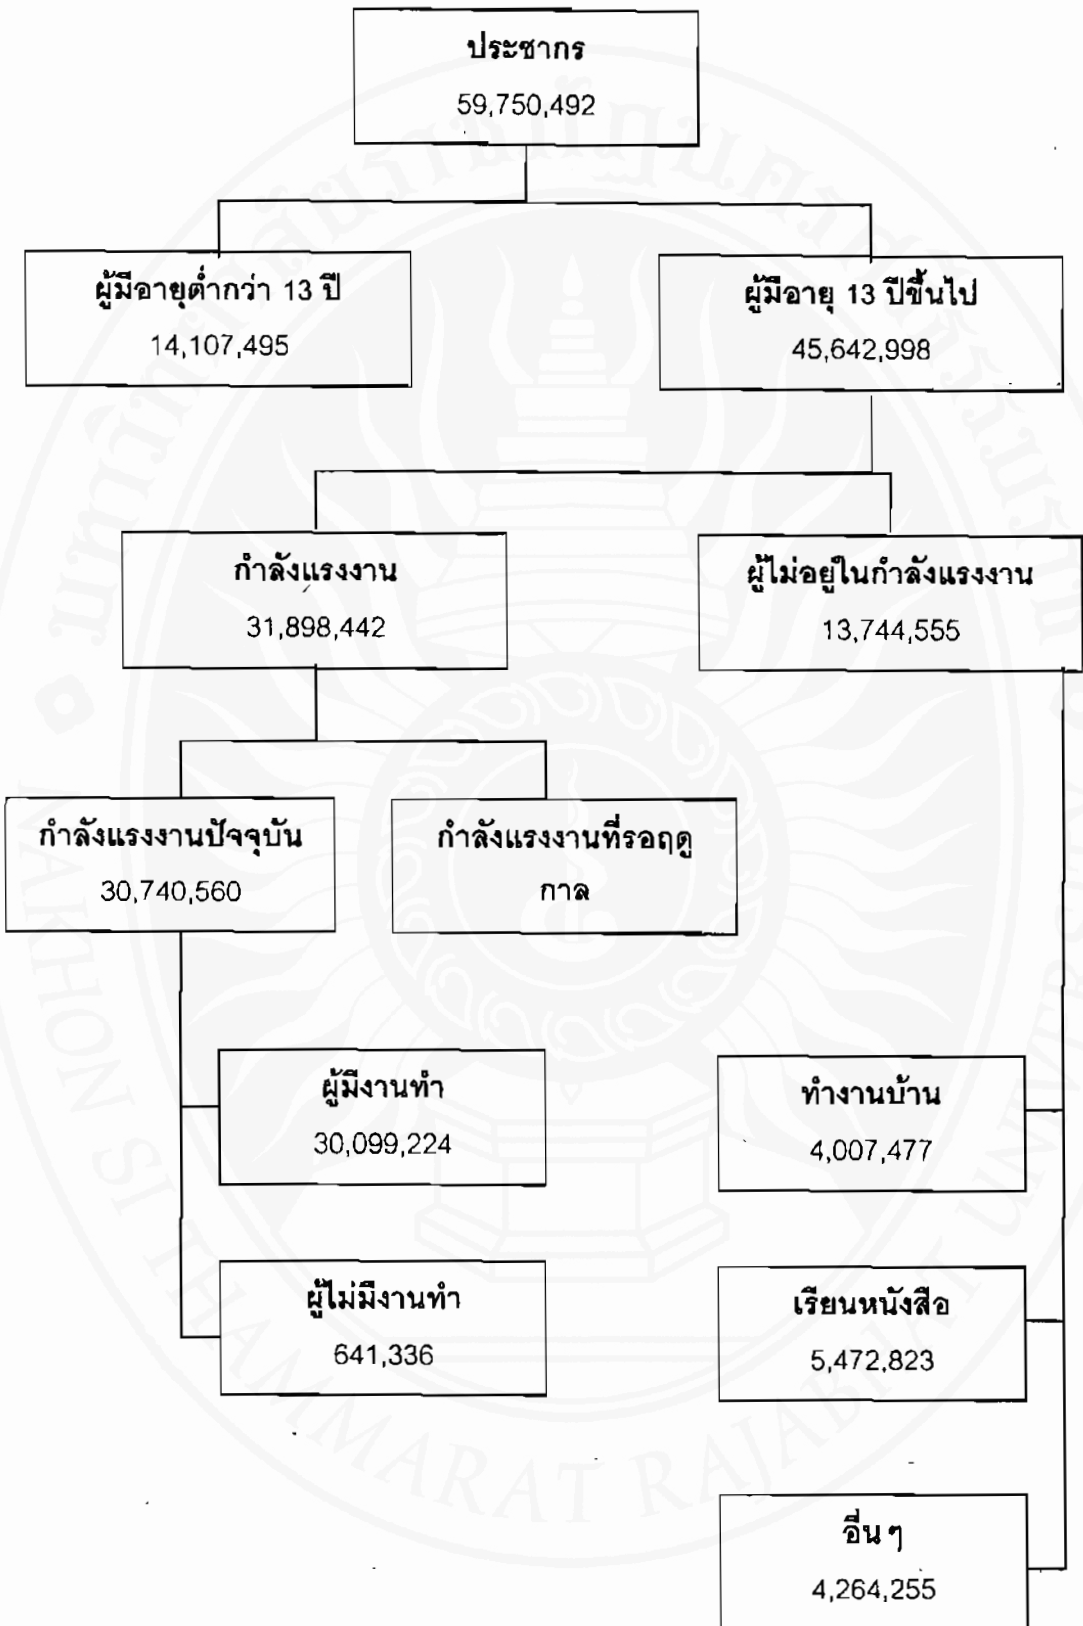 ประชากร
59,750,492
ผู้มีอายุต่ำกว่า 13 ปี
14,107,495
ผู้มีอายุ 13 ปีขึ้นไป
45,642,998
กำลังแรงงาน
31,898,442
ผู้ไม่อยู่ในกำลังแรงงาน
13,744,555
กำลังแรงงานปัจจุบัน
30,740,560
กำลังแรงงานที่รอฤดู
กาล
ผู้มีงานทำ
30,099,224
ทำงานบ้าน
4,007,477
ผู้ไม่มีงานทำ
641,336
เรียนหนังสือ
5,472,823
อื่นๆ
4,264,255
NAKHON SI THAMMARAT RAJABHAT UNIVERSITY